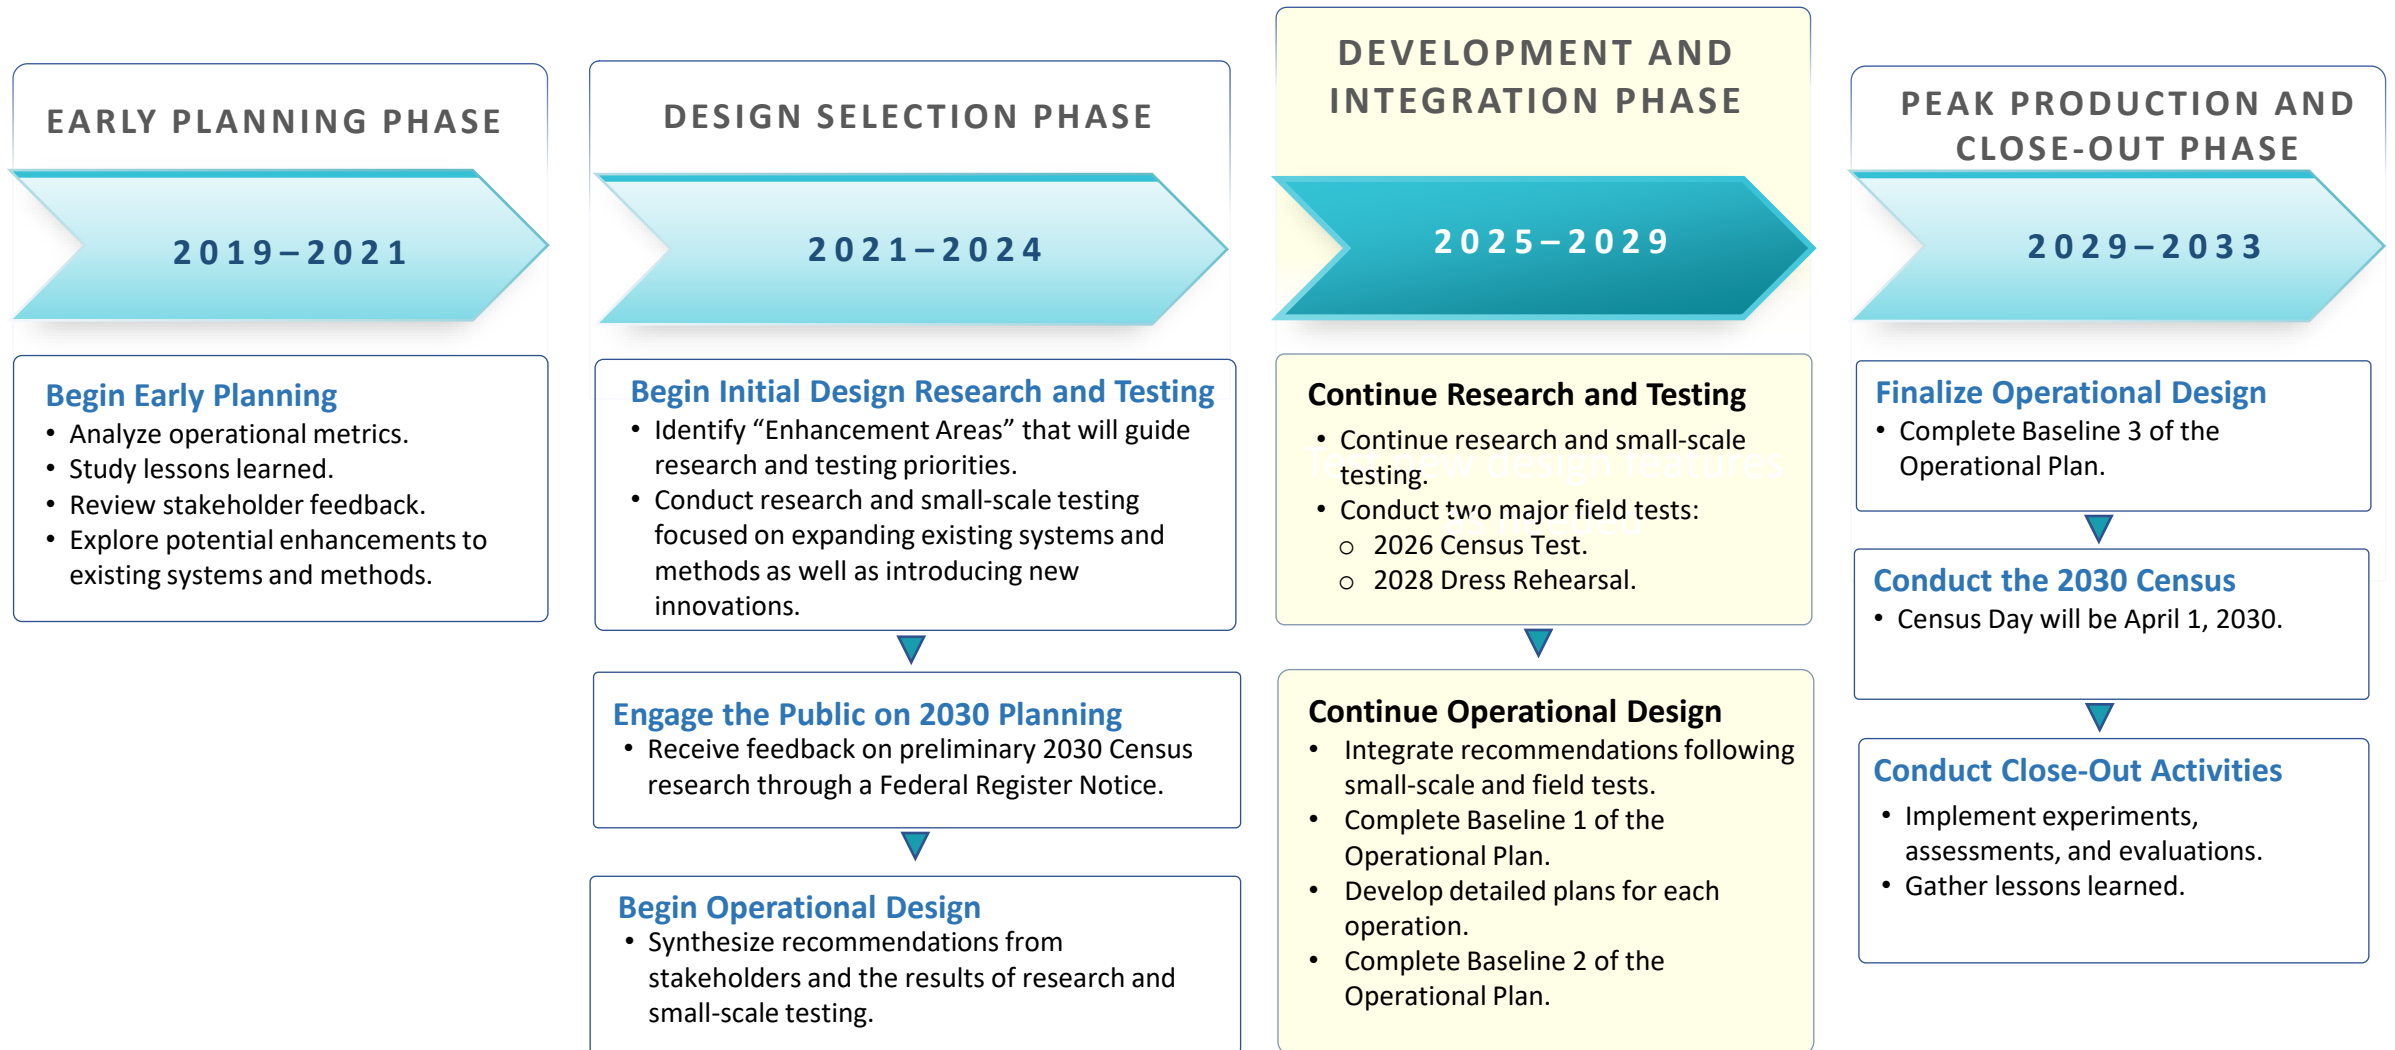 EARLY PLANNING PHASE
2019–2021
Begin Early Planning
• Analyze operational metrics.
• Study lessons learned.
• Review stakeholder feedback.
• Explore potential enhancements to
existing systems and methods.
DESIGN SELECTION PHASE
2021–2024
Begin Initial Design Research and Testing
• Identify “Enhancement Areas” that will guide
research and testing priorities.
• Conduct research and small-scale testing
focused on expanding existing systems and
methods as well as introducing new
innovations.
Engage the Public on 2030 Planning
• Receive feedback on preliminary 2030 Census
research through a Federal Register Notice.
Begin Operational Design
• Synthesize recommendations from
stakeholders and the results of research and
small-scale testing.
DEVELOPMENT AND
INTEGRATION PHASE
2025–2029
Continue Research and Testing
• Continue research and small-scale
Test new design features
testing.
• Conduct two major field tests:
o 2026 Census Test.
o 2028 Dress Rehearsal.
Continue Operational Design
• Integrate recommendations following
small-scale and field tests.
• Complete Baseline 1 of the
Operational Plan.
• Develop detailed plans for each
operation.
• Complete Baseline 2 of the
Operational Plan.
PEAK PRODUCTION AND
CLOSE-OUT PHASE
2029–2033
Finalize Operational Design
• Complete Baseline 3 of the
Operational Plan.
Conduct the 2030 Census
• Census Day will be April 1, 2030.
Conduct Close-Out Activities
• Implement experiments,
assessments, and evaluations.
• Gather lessons learned.